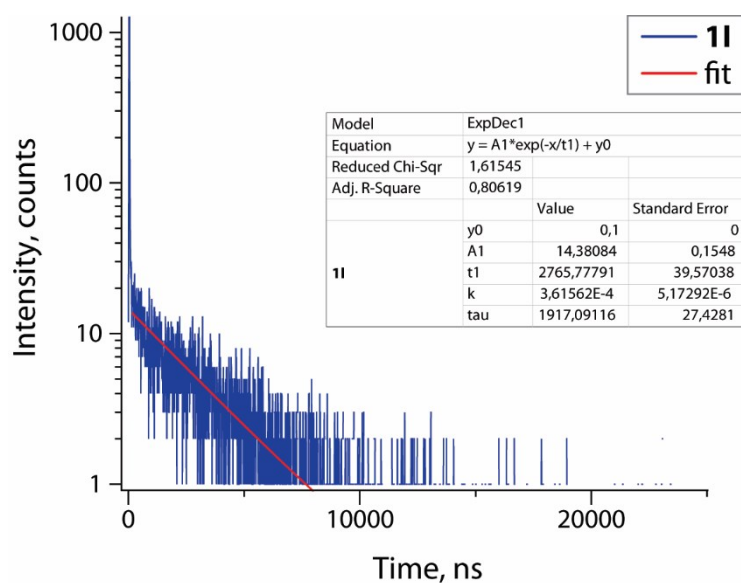 1000
100
10
1
0
10000
20000
Intensity, counts
Time, ns
1I
fit
Model ExpDec1
Equation y = A1*exp(-x/t1) + y0
Reduced Chi-Sqr 1,61545
Adj. R-Square 0,80619
Value Standard Error
1I
y0 0,1 0
A1 14,38084 0,1548
t1 2765,77791 39,57038
k 3,61562E-4 5,17292E-6
tau 1917,09116 27,4281